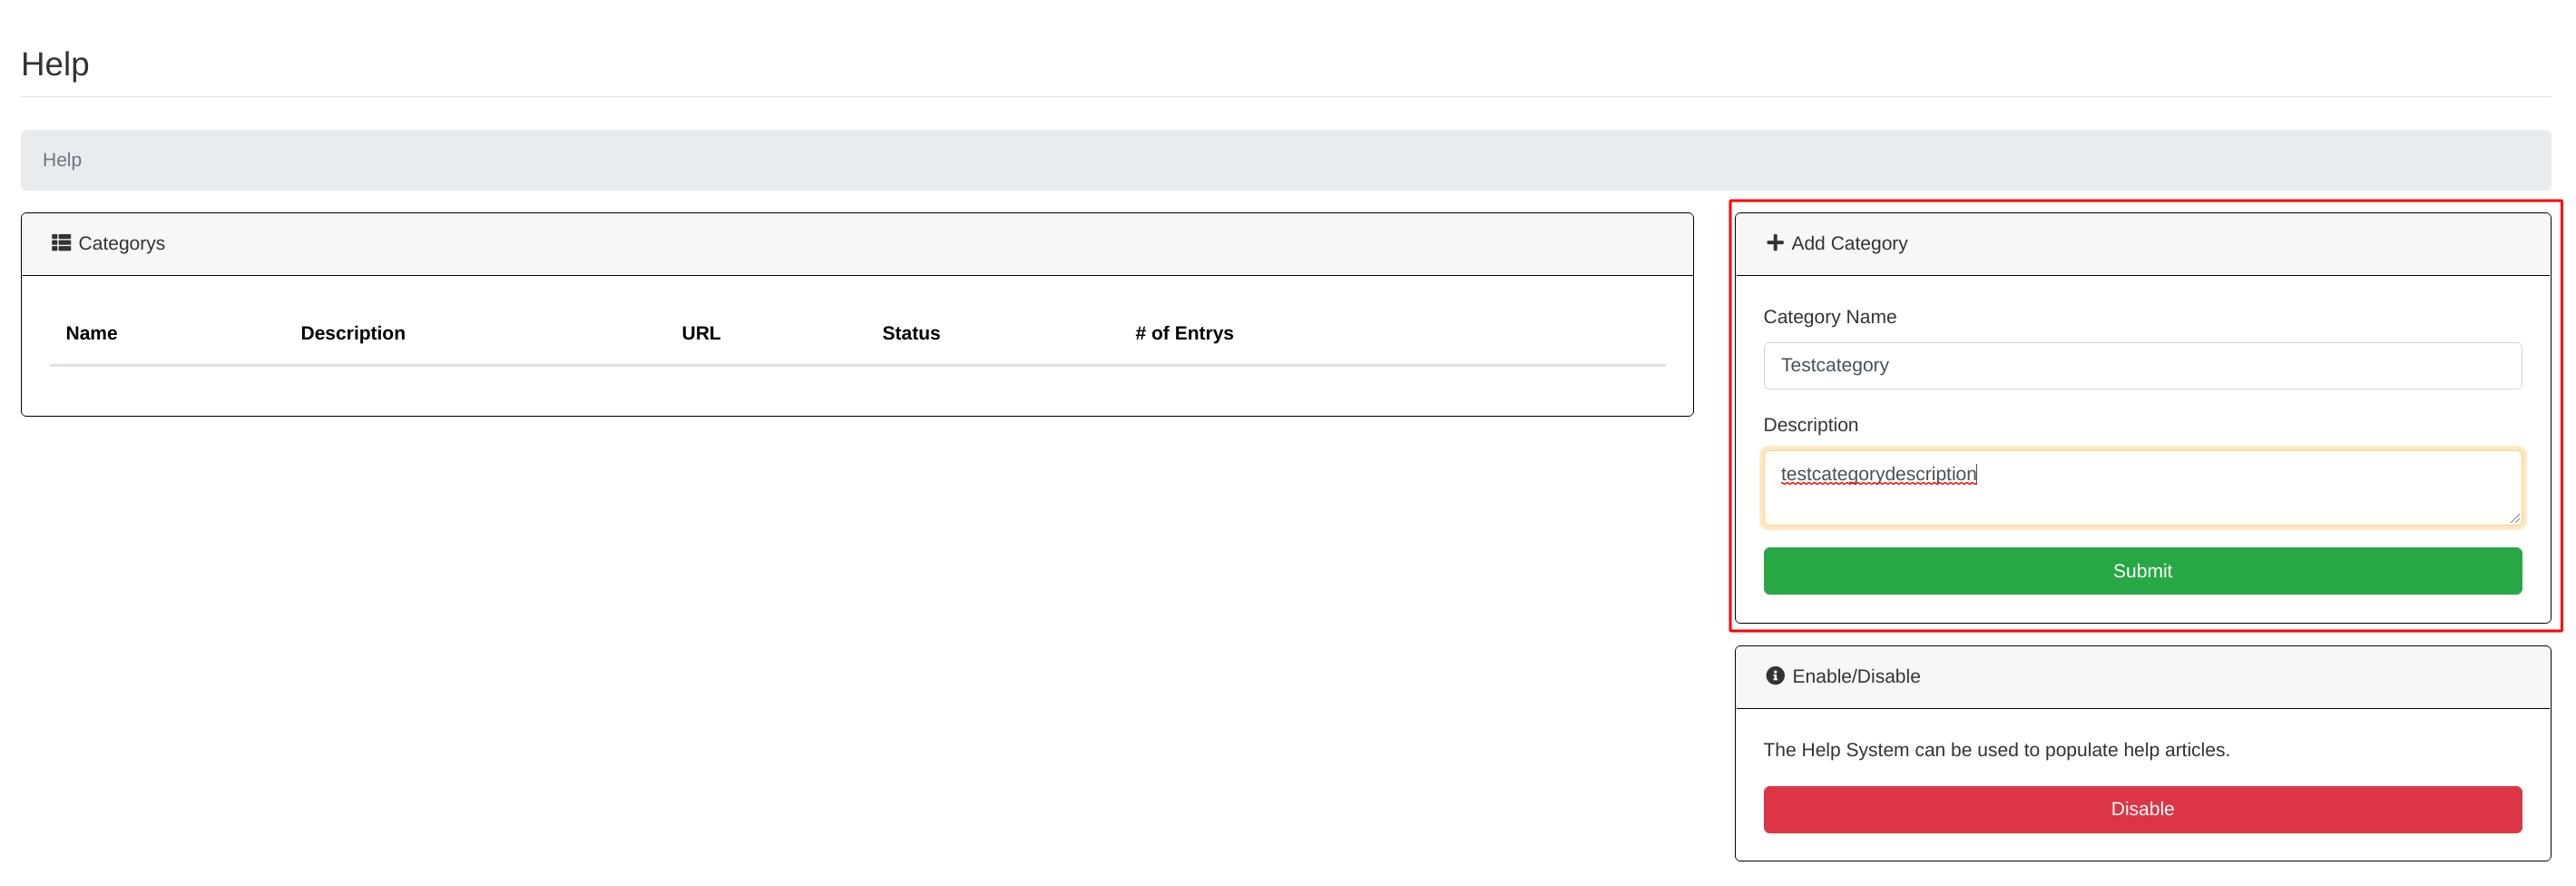 Help
Help
Categorys
Name Description URL Status # of Entrys
Add Category
Category Name
Testcategory
Description
testcategorydescription
Submit
Enable/Disable
The Help System can be used to populate help articles.
Disable